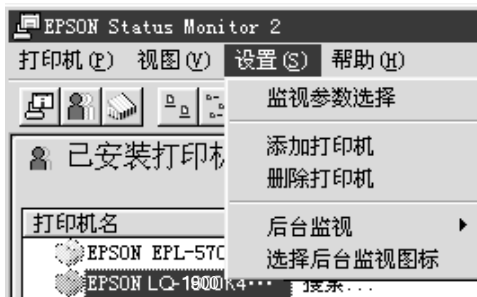 EPSON Status Monitor 2
打印机(P) 视图(V) 设置(S) 帮助(H)
监视参数选择
添加打印机
删除打印机
后台监视
选择后台监视图标
已安装打印
打印机名
EPSON EPL-570
EPSON LQ-1900K4... 搜索...